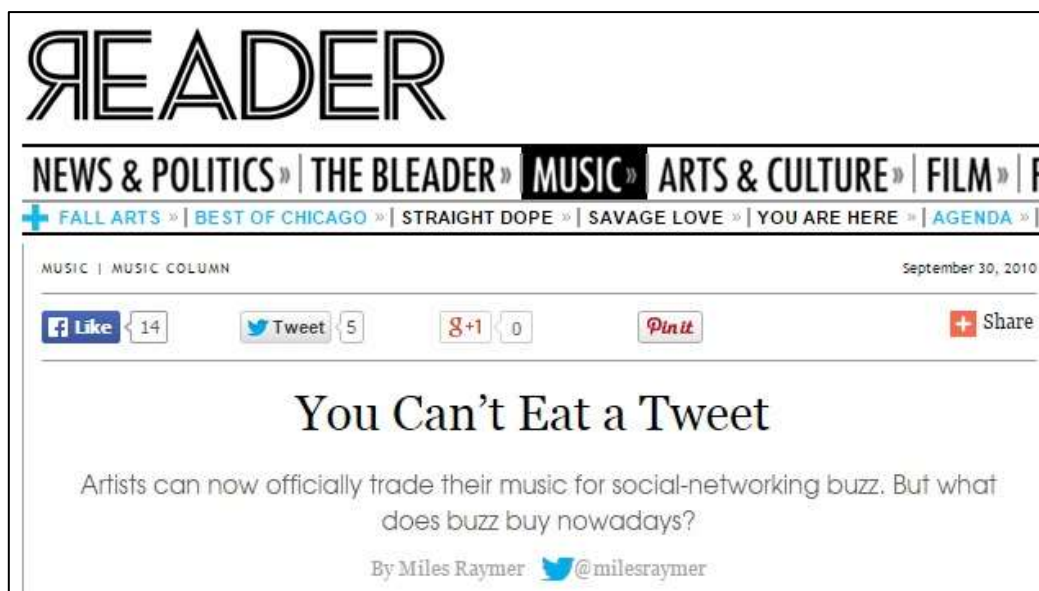 READER
NEWS & POLITICS » | THE BLEADER » | MUSIC » | ARTS & CULTURE » | FILM » |
FALL ARTS » | BEST OF CHICAGO » | STRAIGHT DOPE » | SAVAGE LOVE » | YOU ARE HERE » | AGENDA » |
MUSIC | MUSIC COLUMN September 30, 2010
Like 14 Tweet 5 g+1 0 Pin it Share
You Can't Eat a Tweet
Artists can now officially trade their music for social-networking buzz. But what
does buzz buy nowadays?
By Miles Raymer @milesraymer